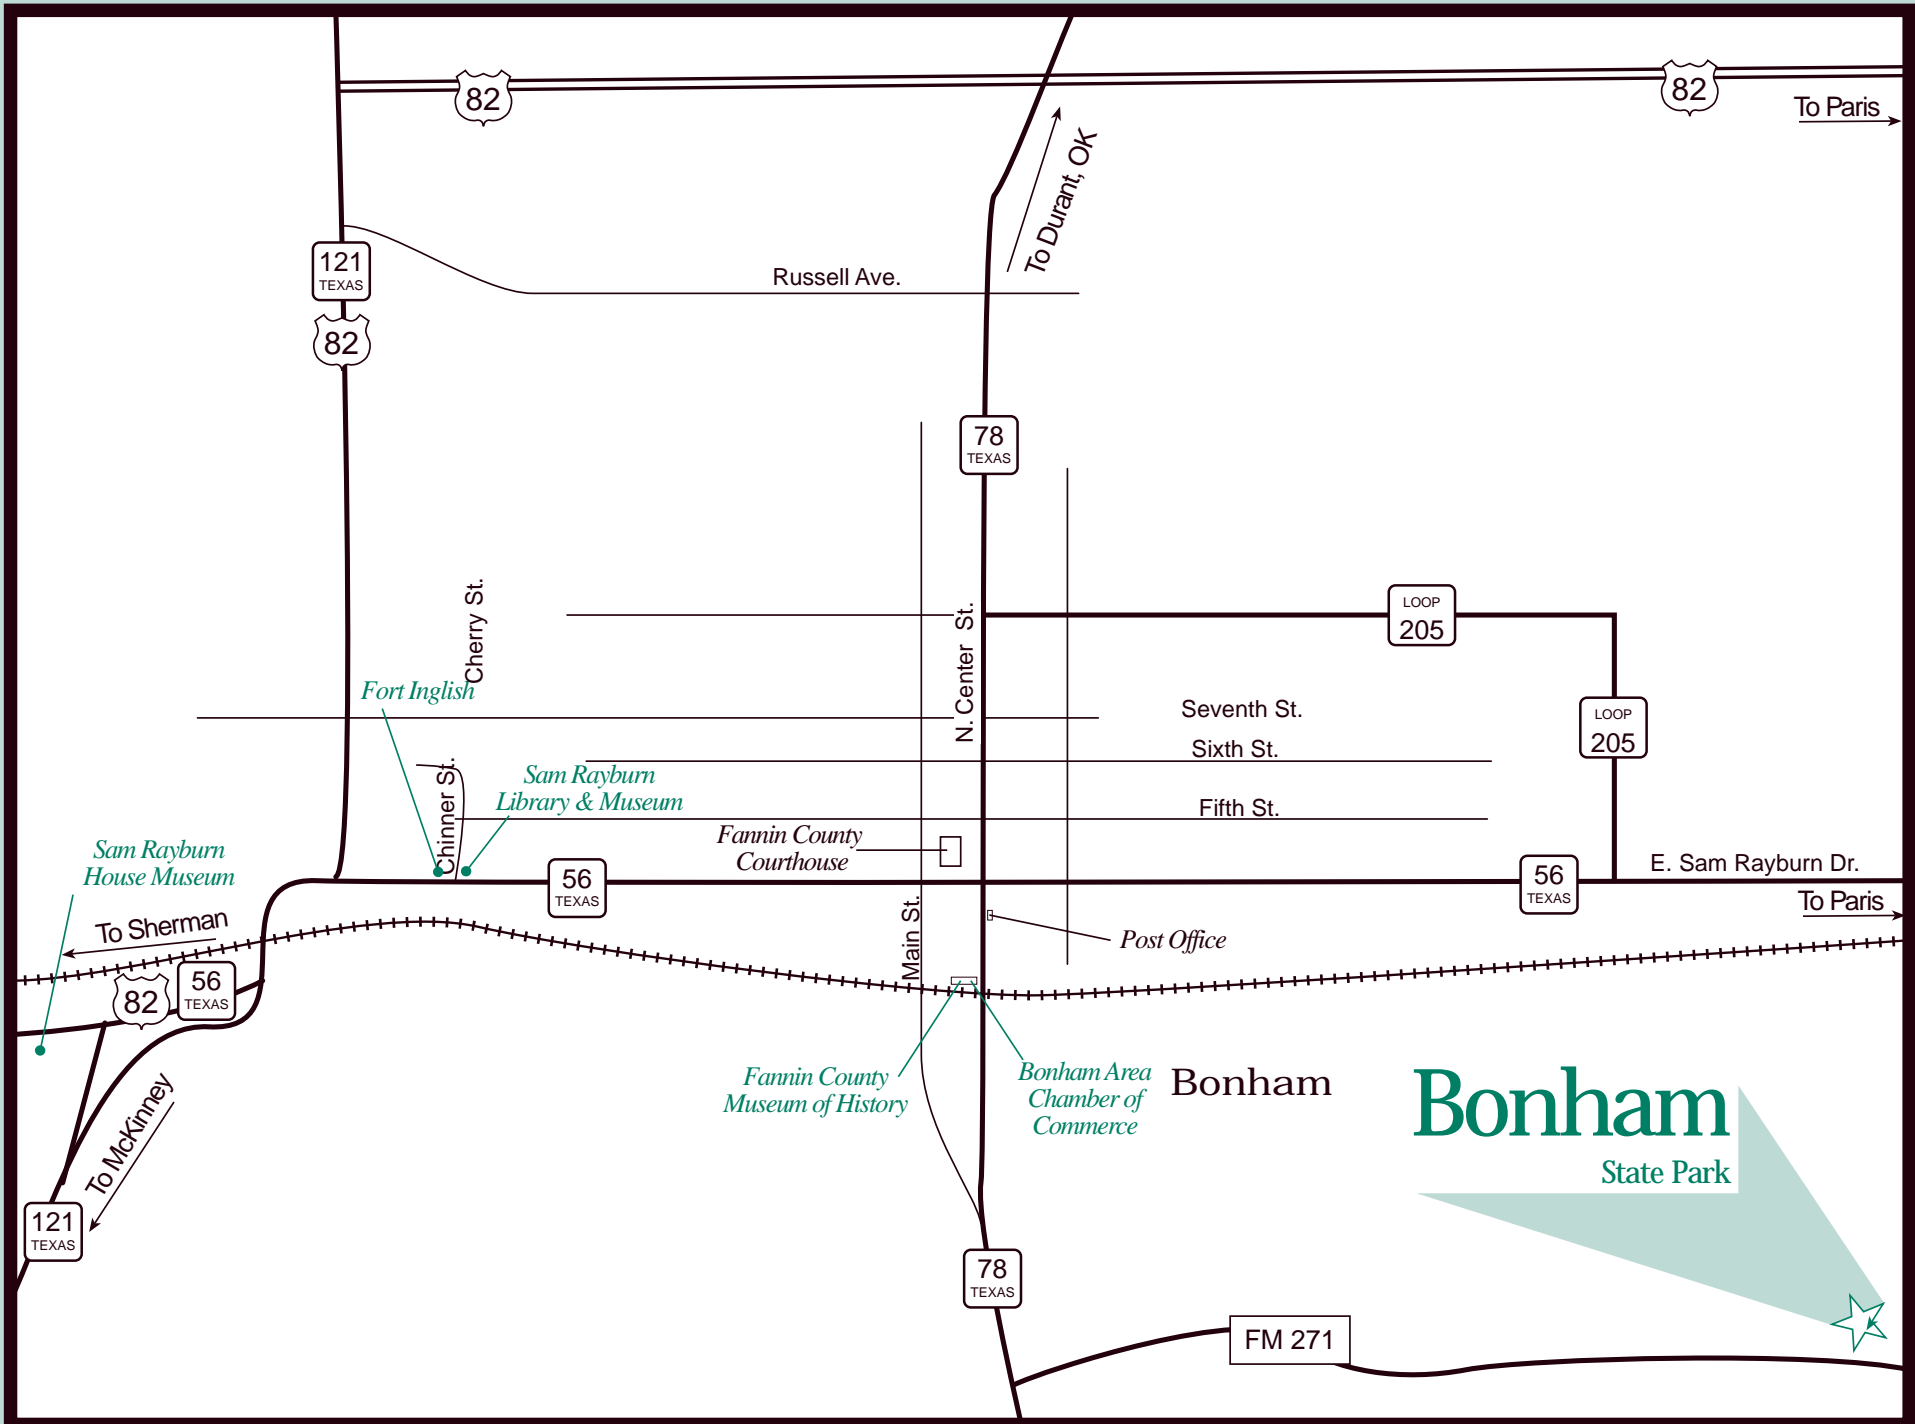 82
82
To Paris
To Durant, OK
121
TEXAS
82
Russell Ave.
78
TEXAS
Cherry St.
N. Center St.
LOOP
205
Fort Inglish
Seventh St.
LOOP
205
Sixth St.
Chinner St.
Sam Rayburn
Library & Museum
Fifth St.
Fannin County
Courthouse
Sam Rayburn
House Museum
56
TEXAS
56
TEXAS
E. Sam Rayburn Dr.
To Paris
To Sherman
Main St.
Post Office
82
56
TEXAS
Fannin County
Museum of History
Bonham Area
Chamber of
Commerce
Bonham
Bonham
State Park
To McKinney
121
TEXAS
78
TEXAS
FM 271